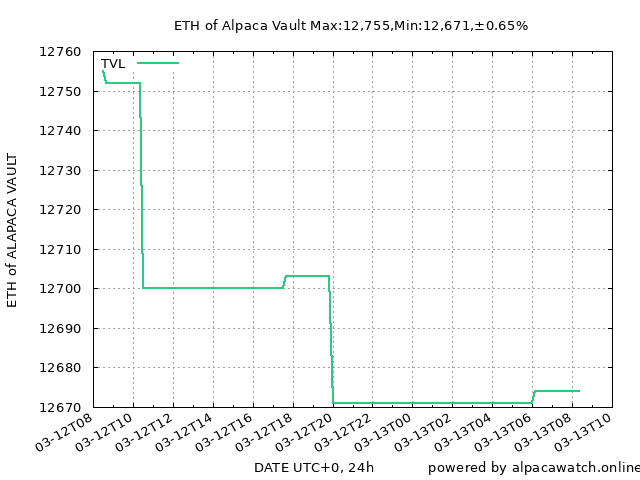 ETH of Alpaca Vault Max:12,755,Min:12,671,±0.65%
TVL
ETH of ALAPACA VAULT
12760
12750
12740
12730
12720
12710
12700
12690
12680
12670
03-12T08
03-12T10
03-12T12
03-12T14
03-12T16
03-12T18
03-12T20
03-12T22
03-13T00
03-13T02
03-13T04
03-13T06
03-13T08
03-13T10
DATE UTC+0, 24h
powered by alpacawatch.online